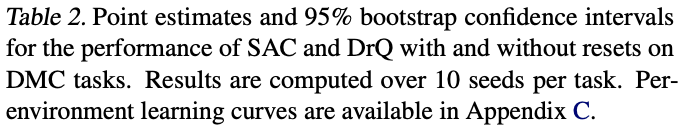 Table 2. Point estimates and 95% bootstrap confidence intervals
for the performance of SAC and DrQ with and without resets on
DMC tasks. Results are computed over 10 seeds per task. Per-
environment learning curves are available in Appendix C.